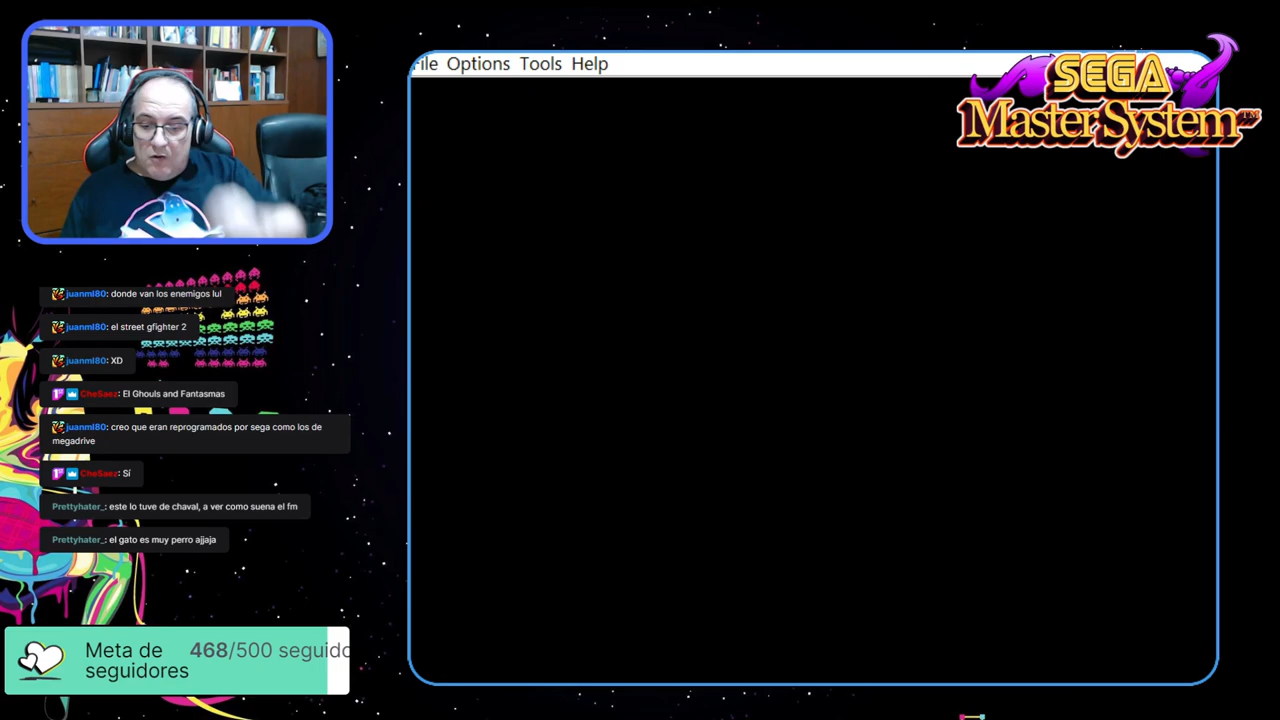 ile Options Tools Help
SEGA
Master System™
juanml80: donde van los enemigos lul
juanml80: el street gfighter 2
juanml80: XD
CheSaez: El Ghouls and Fantasmas
juanml80: creo que eran reprogramados por sega como los de
megadrive
CheSaez: Sí
Prettyhater_: este lo tuve de chaval, a ver como suena el fm
Prettyhater_: el gato es muy perro ajjaja
Meta de
seguidores
468/500 seguido